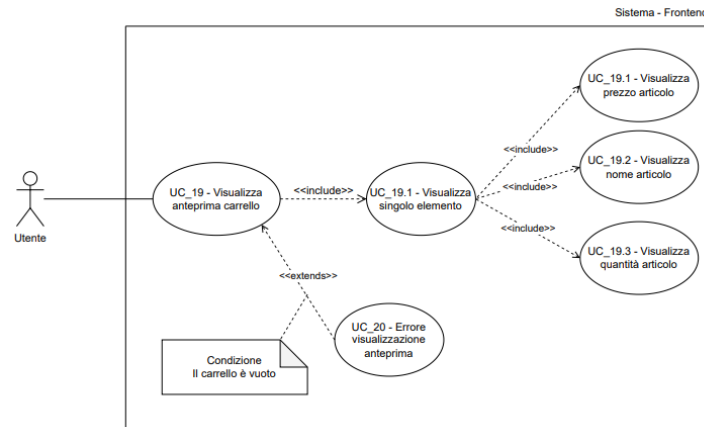 Sistema - Frontend
UC_19.1 - Visualizza
prezzo articolo
<<include>>
UC_19 - Visualizza
anteprima carrello
<<include>>
UC_19.1 - Visualizza
singolo elemento
<<include>>
UC_19.2 - Visualizza
nome articolo
Utente
<<include>>
UC_19.3 - Visualizza
quantità articolo
<<extends>>
UC_20 - Errore
visualizzazione
anteprima
Condizione
Il carrello è vuoto